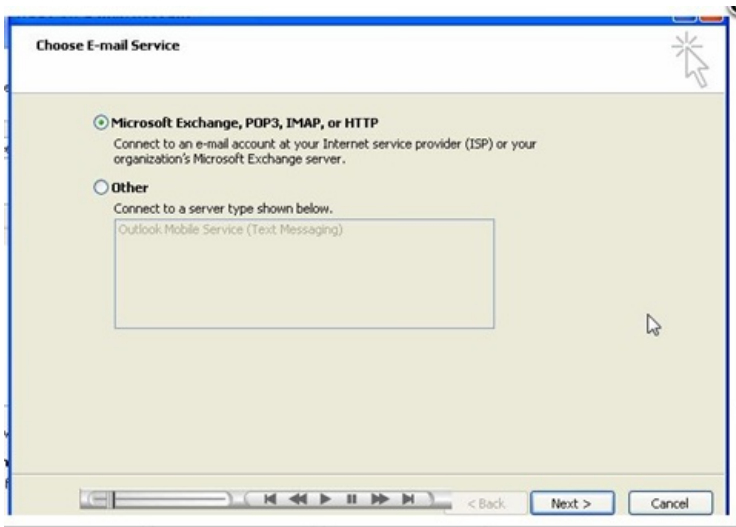 Choose E-mail Service
Microsoft Exchange, POP3, IMAP, or HTTP
Connect to an e-mail account at your Internet service provider (ISP) or your
organization's Microsoft Exchange server.
Other
Connect to a server type shown below.
Outlook Mobile Service (Text Messaging)
< Back
Next >
Cancel